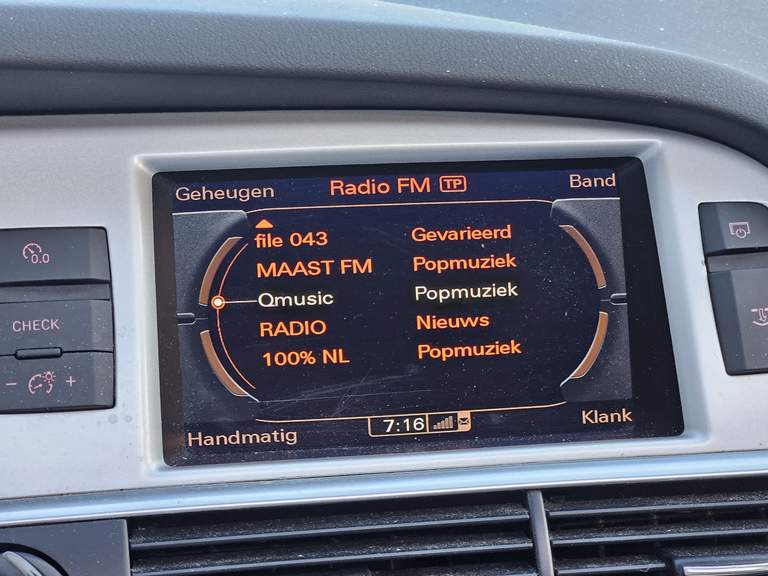 Geheugen Radio FM TP Band
file 043 Gevarieerd
MAAST FM Popmuziek
Qmusic Popmuziek
RADIO Nieuws
100% NL Popmuziek
Handmatig 7:16 Klank
0.0
CHECK
- +